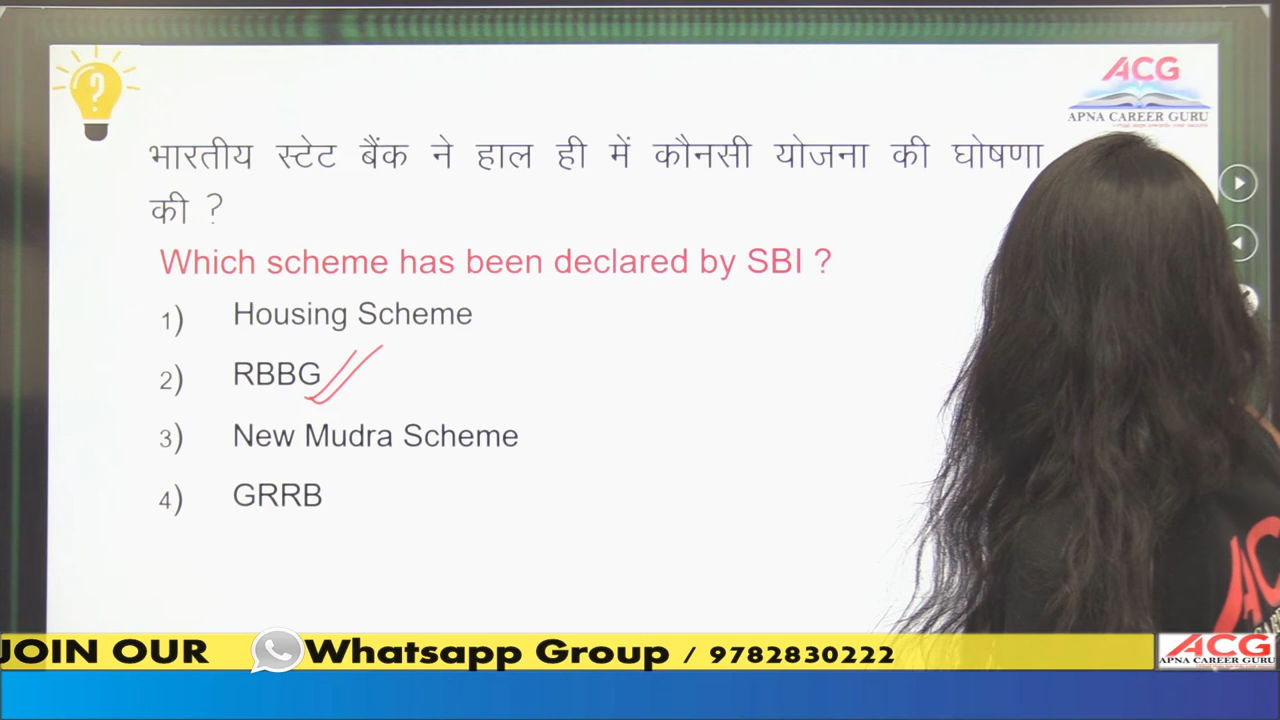 ACG
APNA CAREER GURU
भारतीय स्टेट बैंक ने हाल ही में कौनसी योजना की घोषणा
की ?
Which scheme has been declared by SBI ?
1) Housing Scheme
2) RBBG
3) New Mudra Scheme
4) GRRB
JOIN OUR Whatsapp Group / 9782830222
ACG
APNA CAREER GURU
AC